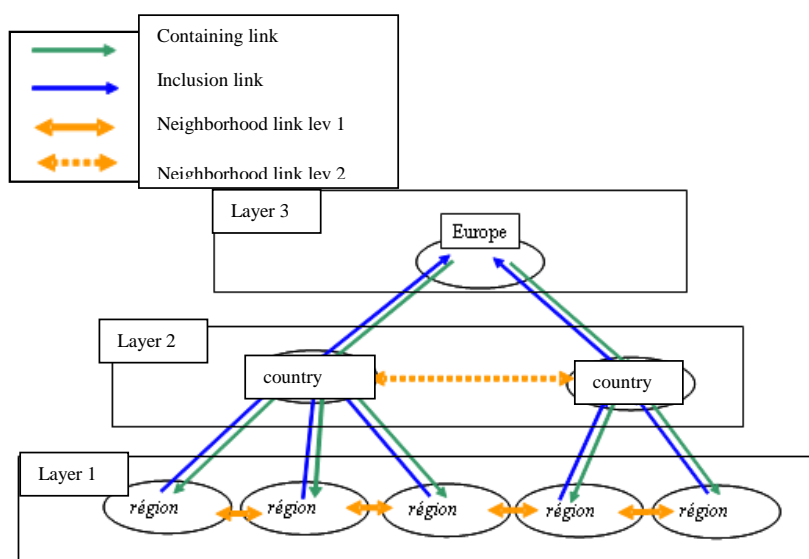 Containing link
Inclusion link
Neighborhood link lev 1
Neighborhood link lev 2
Layer 3
Europe
Layer 2
country
country
Layer 1
région
région
région
région
région